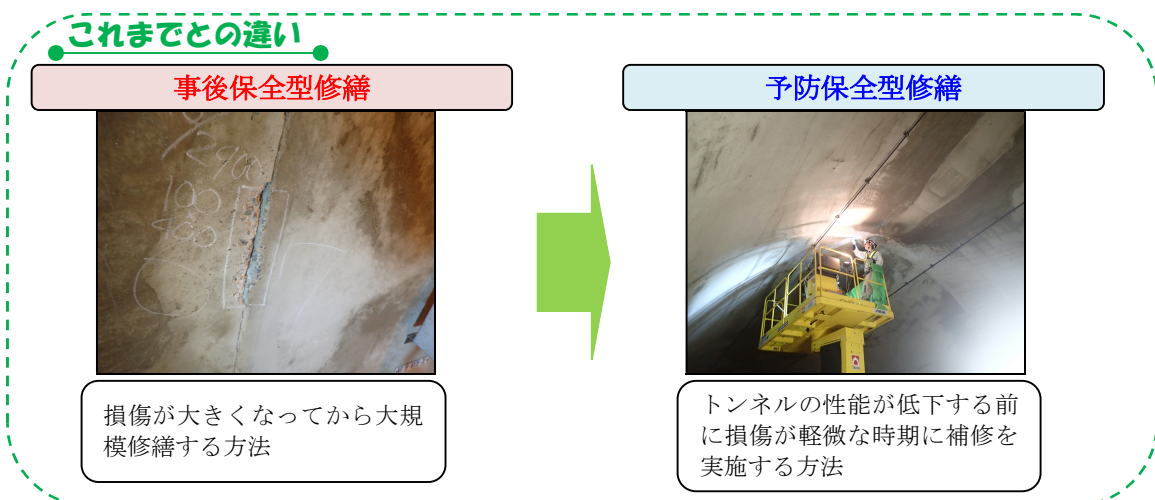 これまでとの違い
事後保全型修繕
予防保全型修繕
2900
100
損傷が大きくなってから大規
模修繕する方法
トンネルの性能が低下する前
に損傷が軽微な時期に補修を
実施する方法